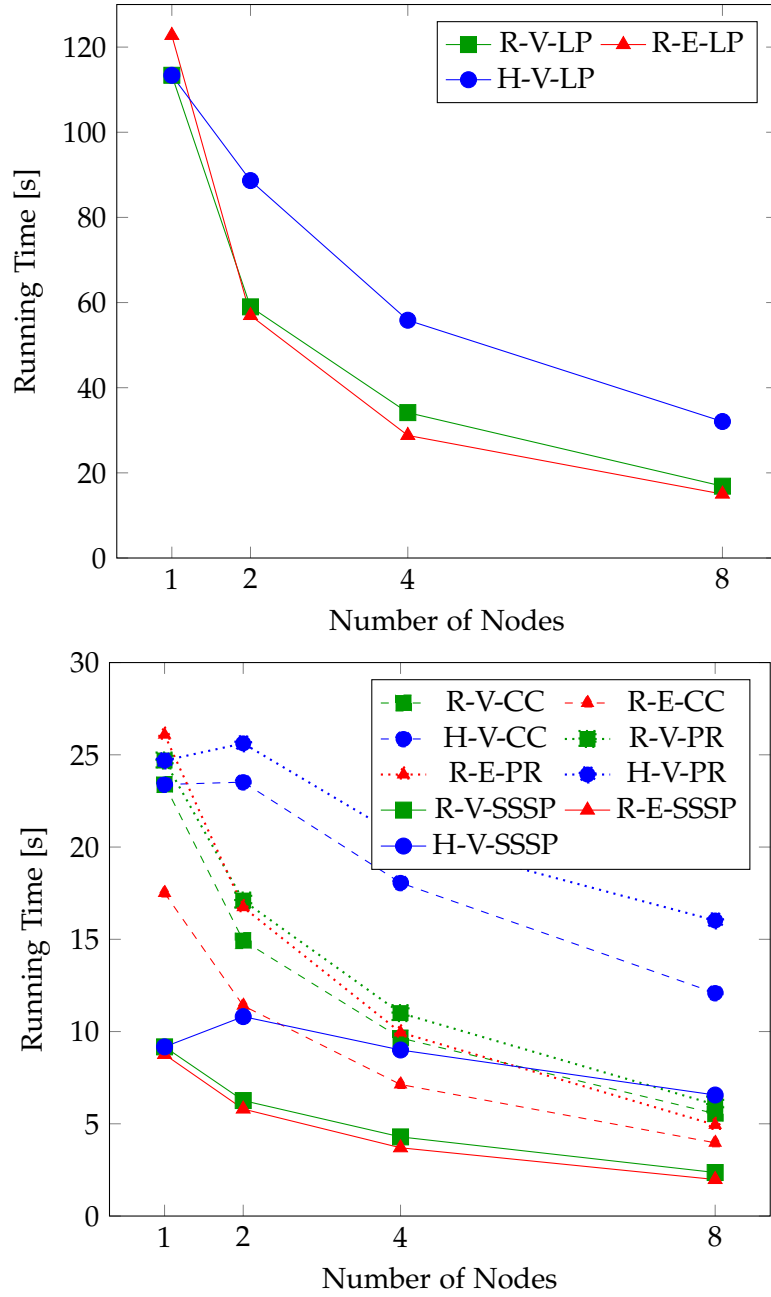 120
100
80
60
40
20
0
Running Time [s]
R-V-LP R-E-LP
H-V-LP
1 2 4 8
Number of Nodes
30
25
20
15
10
5
0
Running Time [s]
R-V-CC R-E-CC
H-V-CC R-V-PR
R-E-PR H-V-PR
R-V-SSSP R-E-SSSP
H-V-SSSP
1 2 4 8
Number of Nodes